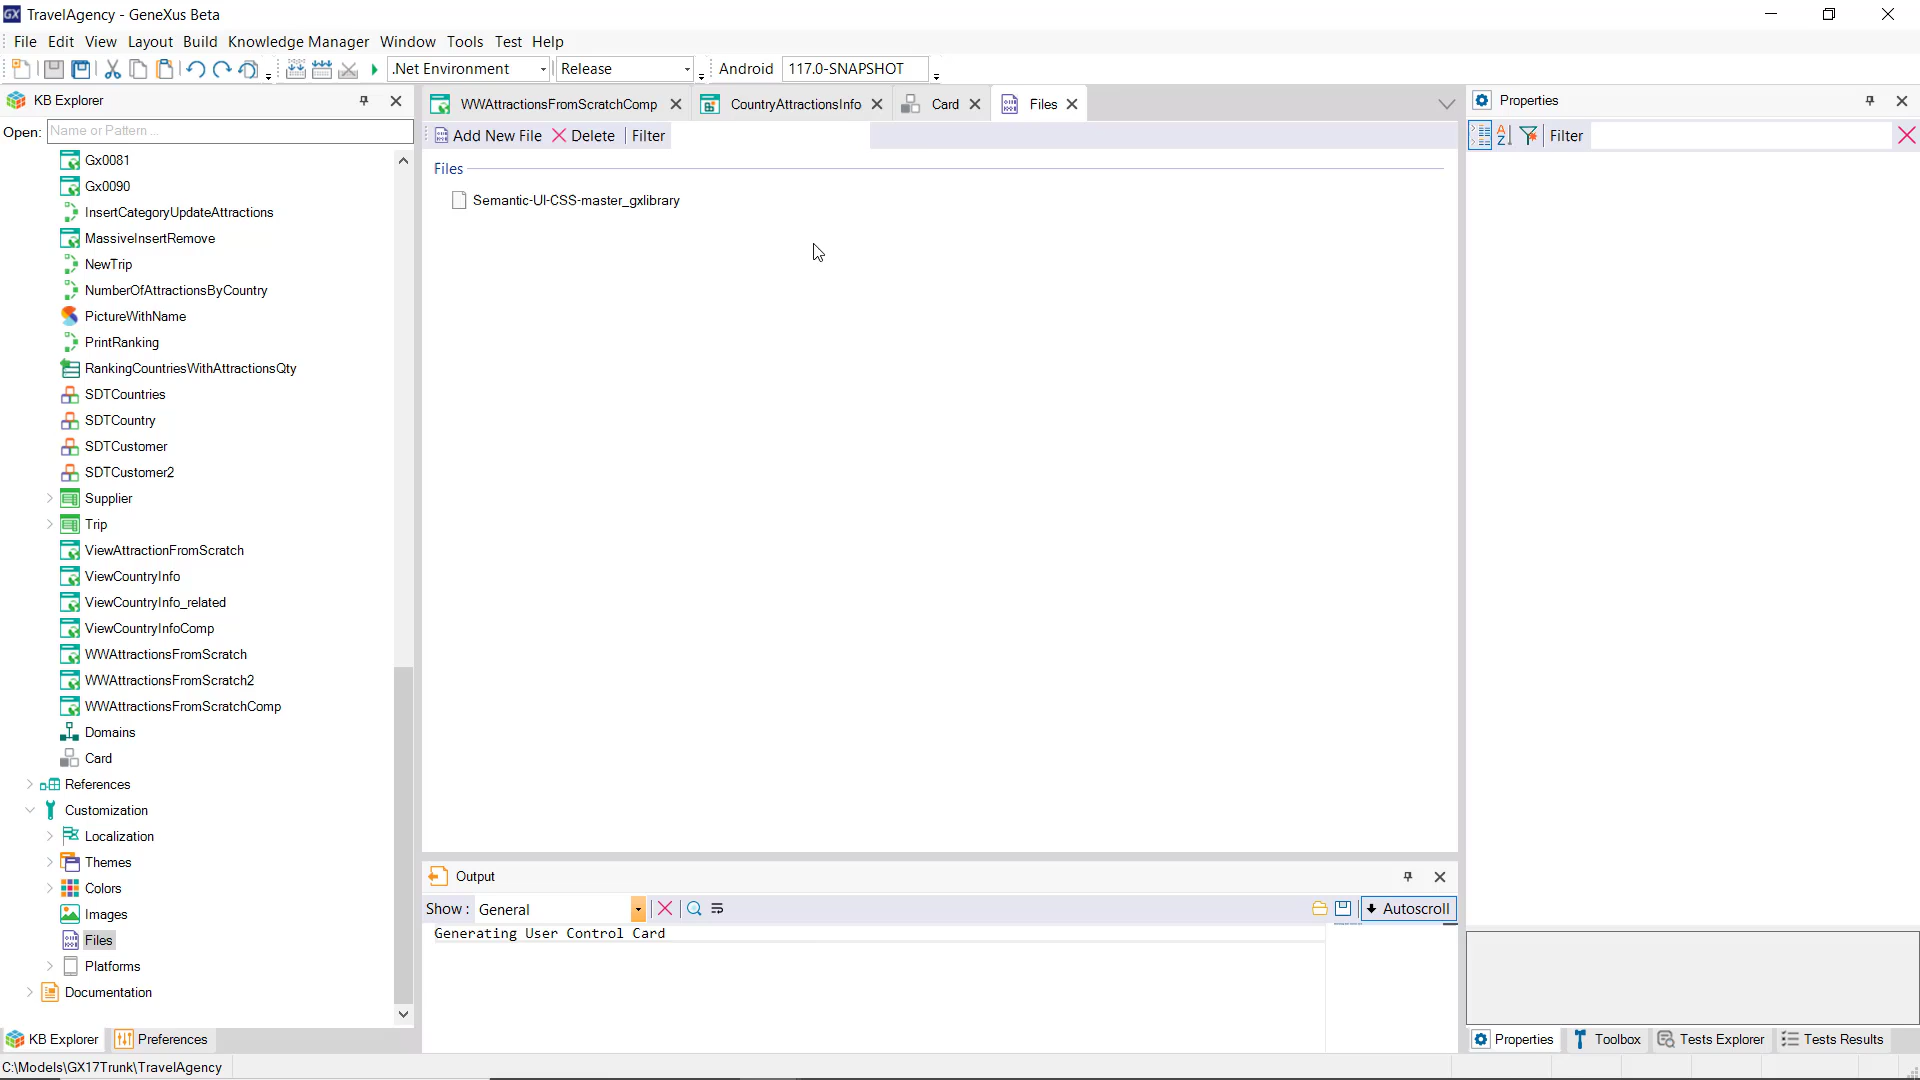 TravelAgency - GeneXus Beta
File Edit View Layout Build Knowledge Manager Window Tools Test Help
.Net Environment Release Android 117.0-SNAPSHOT
KB Explorer
Open: Name or Pattern ...
Gx0081
Gx0090
InsertCategoryUpdateAttractions
MassiveInsertRemove
NewTrip
NumberOfAttractionsByCountry
PictureWithName
PrintRanking
RankingCountriesWithAttractionsQty
SDTCountries
SDTCountry
SDTCustomer
SDTCustomer2
Supplier
Trip
ViewAttractionFromScratch
ViewCountryInfo
ViewCountryInfo_related
ViewCountryInfoComp
WWAttractionsFromScratch
WWAttractionsFromScratch2
WWAttractionsFromScratchComp
Domains
Card
References
Customization
Localization
Themes
Colors
Images
Files
Platforms
Documentation
KB Explorer Preferences
WWAttractionsFromScratchComp CountryAttractionsInfo Card Files
Add New File Delete Filter
Files
Semantic-UI-CSS-master_gxlibrary
Output
Show: General Autoscroll
Generating User Control Card
Properties
Filter
Properties Toolbox Tests Explorer Tests Results
C:\Models\GX17Trunk\TravelAgency